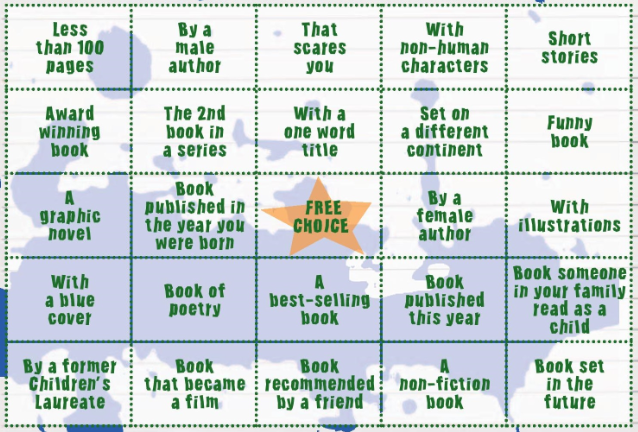 Less
than 100
pages
By a
male
author
That
scares
you
With
non-human
characters
Short
stories
Award
winning
book
The 2nd
book in
a series
With a
one word
title
Set on
a different
continent
Funny
book
A
graphic
novel
Book
published in
the year you
were born
FREE
CHOICE
By a
female
author
With
illustrations
With
a blue
cover
Book of
poetry
A
best-selling
book
Book
published
this year
Book someone
in your family
read as a
child
By a former
Children's
Laureate
Book
that became
a film
Book
recommended
by a friend
A
non-fiction
book
Book set
in the
future